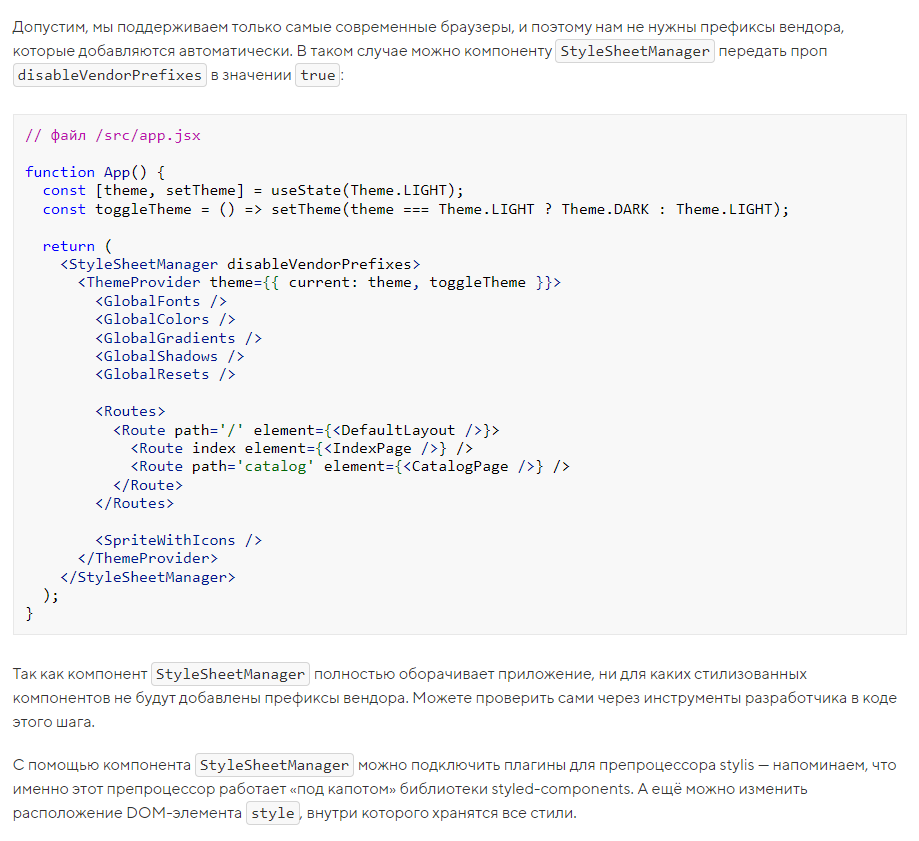 Допустим, мы поддерживаем только самые современные браузеры, и поэтому нам не нужны префиксы вендора,
которые добавляются автоматически. В таком случае можно компоненту StyleSheetManager передать проп
disableVendorPrefixes в значении true:
// файл /src/app.jsx
function App() {
  const [theme, setTheme] = useState(Theme.LIGHT);
  const toggleTheme = () => setTheme(theme === Theme.LIGHT ? Theme.DARK : Theme.LIGHT);
  return (
    <StyleSheetManager disableVendorPrefixes>
      <ThemeProvider theme={{ current: theme, toggleTheme }}>
        <GlobalFonts />
        <GlobalColors />
        <GlobalGradients />
        <GlobalShadows />
        <GlobalResets />
        <Routes>
          <Route path='/' element={<DefaultLayout />}>
            <Route index element={<IndexPage />} />
            <Route path='catalog' element={<CatalogPage />} />
          </Route>
        </Routes>
        <SpriteWithIcons />
      </ThemeProvider>
    </StyleSheetManager>
  );
}
Так как компонент StyleSheetManager полностью оборачивает приложение, ни для каких стилизованных
компонентов не будут добавлены префиксы вендора. Можете проверить сами через инструменты разработчика в коде
этого шага.
С помощью компонента StyleSheetManager можно подключить плагины для препроцессора stylis — напоминаем, что
именно этот препроцессор работает «под капотом» библиотеки styled-components. А ещё можно изменить
расположение DOM-элемента style, внутри которого хранятся все стили.